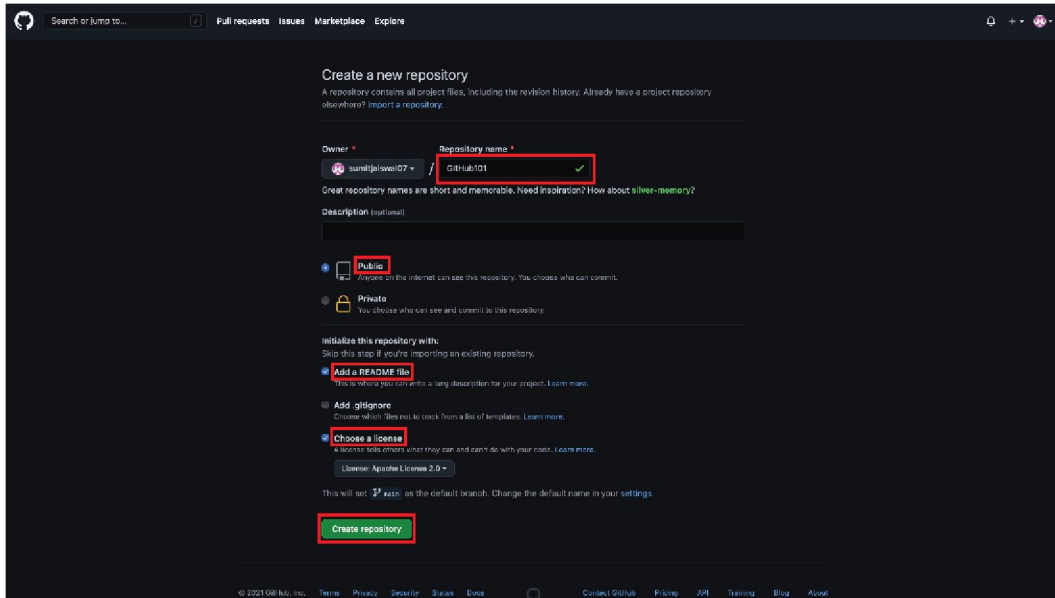 Search or jump to... / Pull requests Issues Marketplace Explore
Create a new repository
A repository contains all project files, including the revision history. Already have a project repository
elsewhere? Import a repository.
Owner * Repository name *
sumitjaiswal07 / GitHub101
Great repository names are short and memorable. Need inspiration? How about silver-memory?
Description (optional)
Public
Anyone on the internet can see this repository. You choose who can commit.
Private
You choose who can see and commit to this repository.
Initialize this repository with:
Skip this step if you're importing an existing repository.
Add a README file
This is where you can write a long description for your project. Learn more.
Add .gitignore
Choose which files not to track from a list of templates. Learn more.
Choose a license
A license tells others what they can and can't do with your code. Learn more.
License: Apache License 2.0
This will set main as the default branch. Change the default name in your settings.
Create repository
© 2021 GitHub, Inc. Terms Privacy Security Status Docs Contact GitHub Pricing API Training Blog About